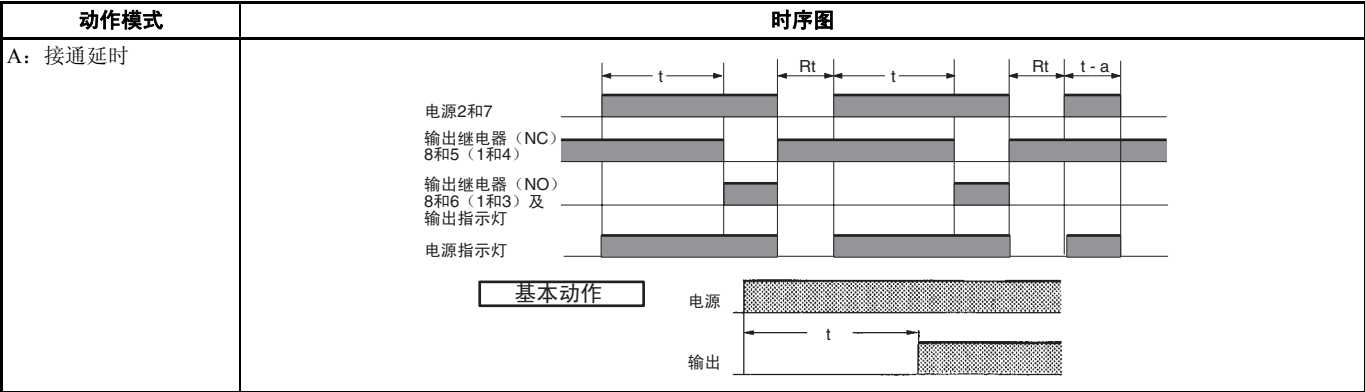 动作模式 时序图
A：接通延时
t Rt t Rt t - a
电源2和7
输出继电器（NC）
8和5（1和4）
输出继电器（NO）
8和6（1和3）及
输出指示灯
电源指示灯
基本动作
电源
t
输出